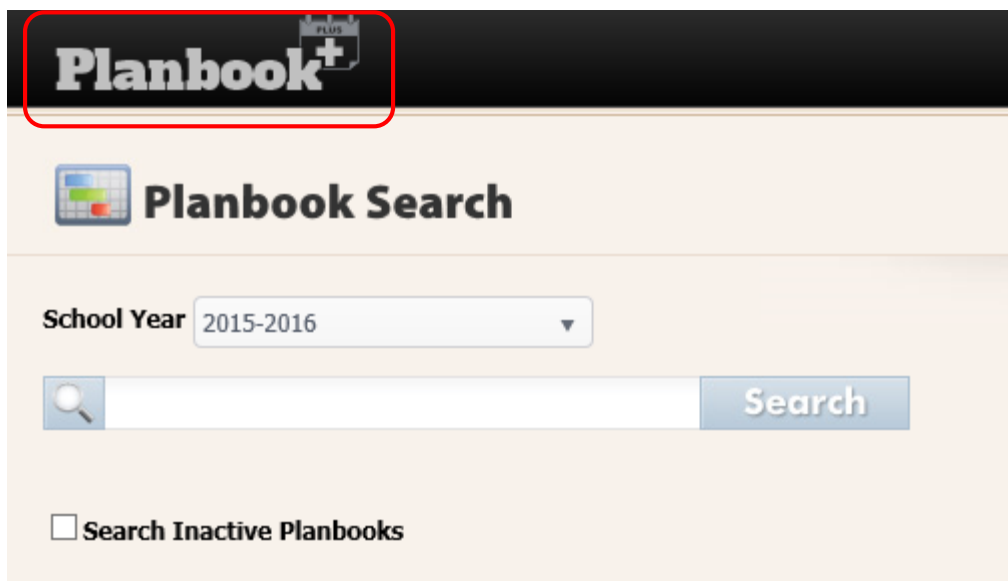 PLUS
Planbook+
Planbook Search
School Year 2015-2016
Search
Search Inactive Planbooks